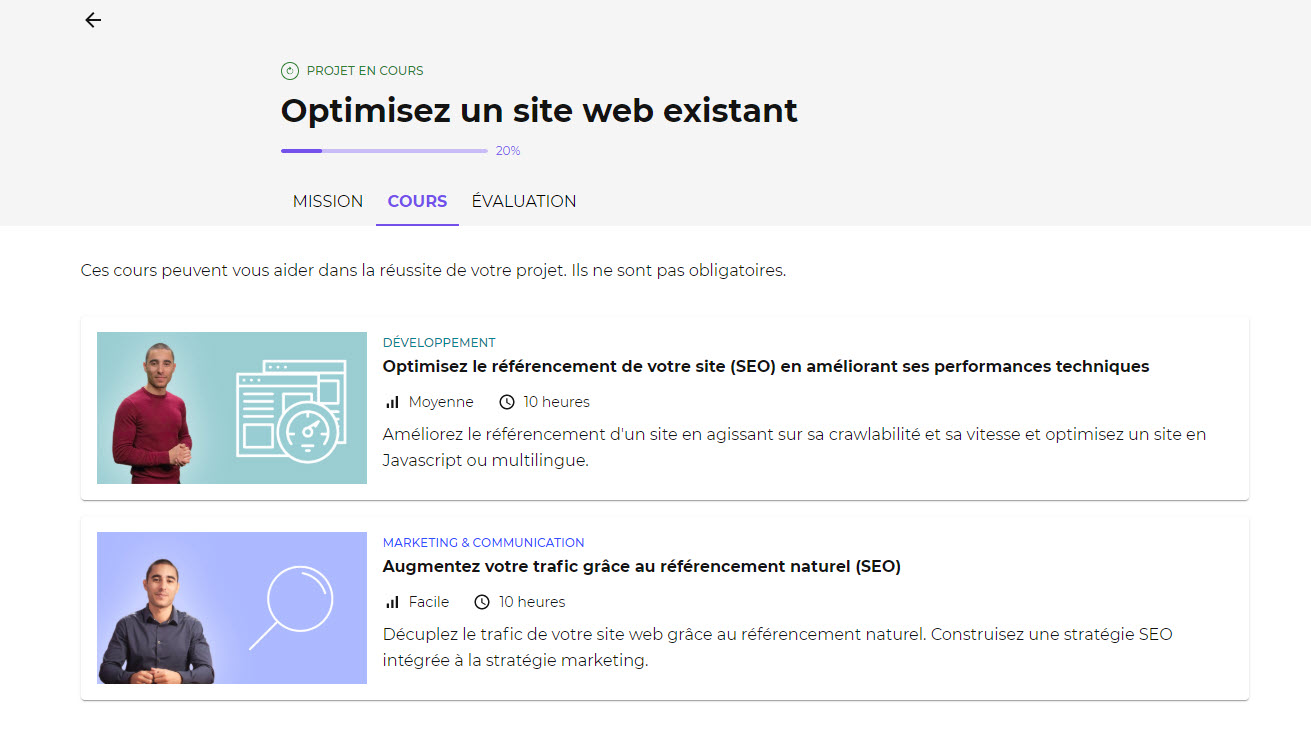 PROJET EN COURS
Optimisez un site web existant
20%
MISSION COURS ÉVALUATION
Ces cours peuvent vous aider dans la réussite de votre projet. Ils ne sont pas obligatoires.
DÉVELOPPEMENT
Optimisez le référencement de votre site (SEO) en améliorant ses performances techniques
Moyenne 10 heures
Améliorez le référencement d'un site en agissant sur sa crawlabilité et sa vitesse et optimisez un site en
Javascript ou multilingue.
MARKETING & COMMUNICATION
Augmentez votre trafic grâce au référencement naturel (SEO)
Facile 10 heures
Décuplez le trafic de votre site web grâce au référencement naturel. Construisez une stratégie SEO
intégrée à la stratégie marketing.